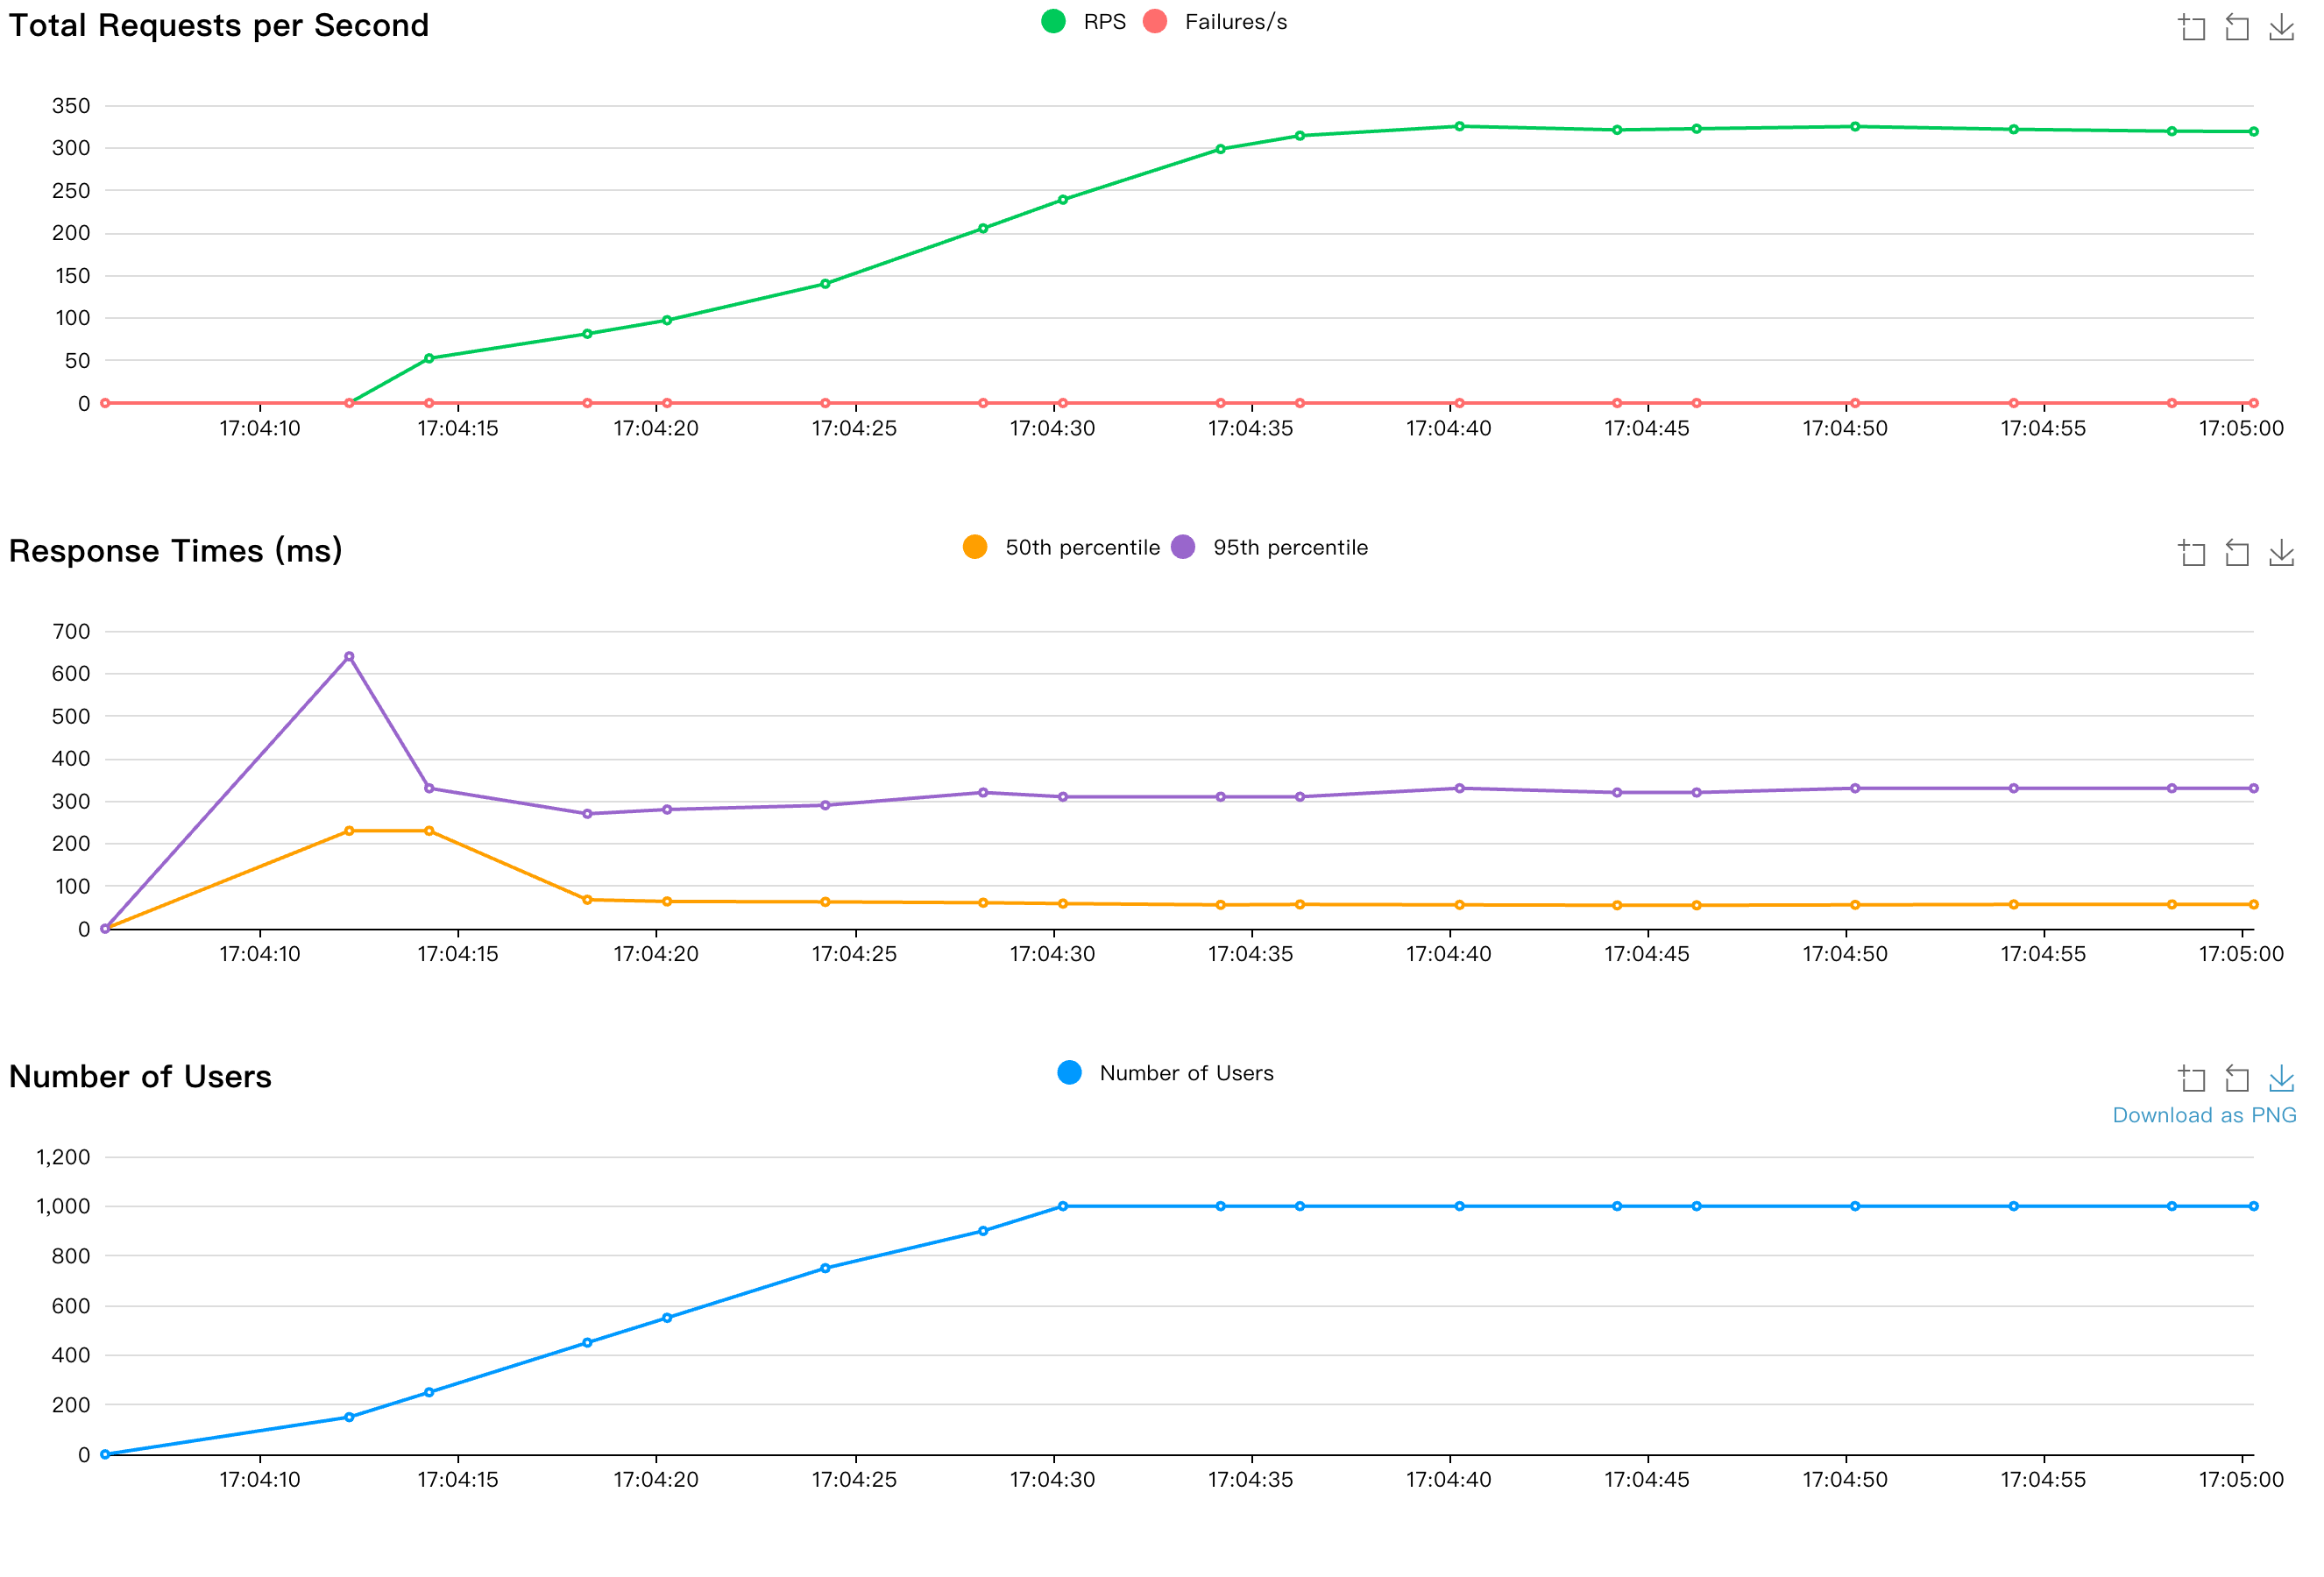 Total Requests per Second
RPS Failures/s
350
300
250
200
150
100
50
0
17:04:10 17:04:15 17:04:20 17:04:25 17:04:30 17:04:35 17:04:40 17:04:45 17:04:50 17:04:55 17:05:00
Response Times (ms)
50th percentile 95th percentile
700
600
500
400
300
200
100
0
17:04:10 17:04:15 17:04:20 17:04:25 17:04:30 17:04:35 17:04:40 17:04:45 17:04:50 17:04:55 17:05:00
Number of Users
Number of Users
Download as PNG
1,200
1,000
800
600
400
200
0
17:04:10 17:04:15 17:04:20 17:04:25 17:04:30 17:04:35 17:04:40 17:04:45 17:04:50 17:04:55 17:05:00